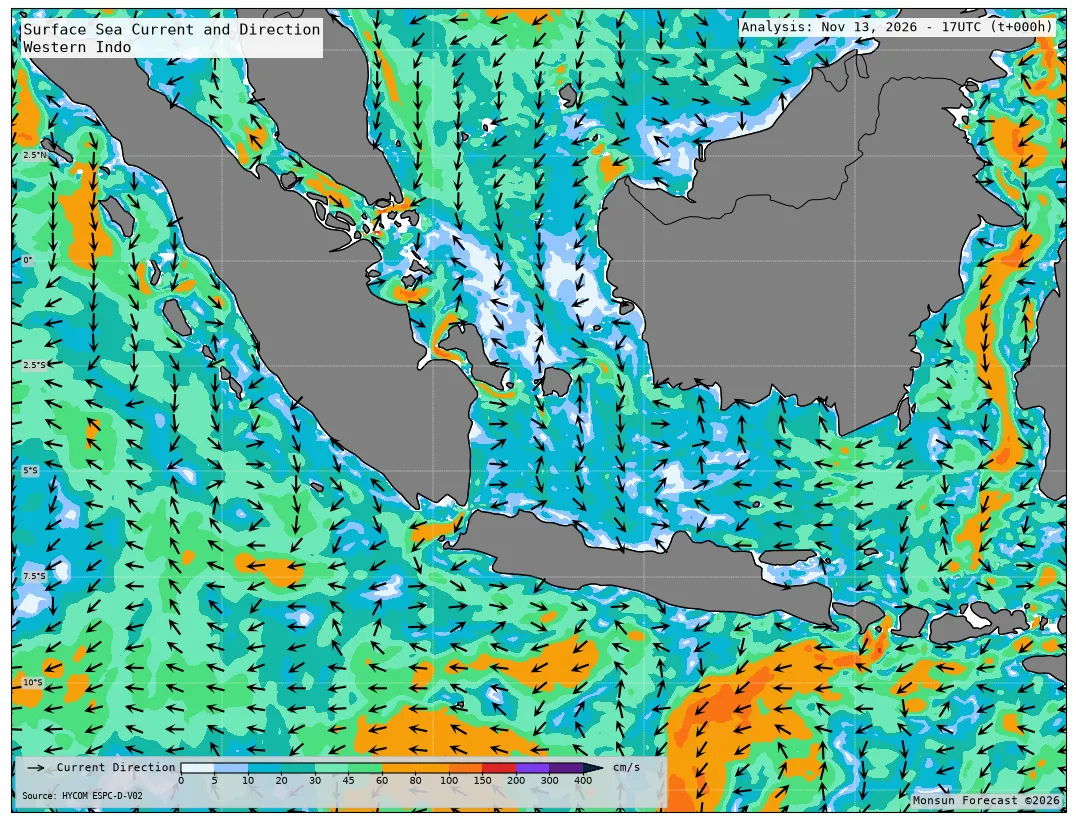 Surface Sea Current and Direction
Western Indo
Analysis: Nov 13, 2026 - 17UTC (t+000h)
2.5°N
0°
2.5°S
5°S
7.5°S
10°S
Current Direction
0 5 10 20 30 45 60 80 100 150 200 300 400
cm/s
Source: HYCOM ESPC-D-V02
Monsun Forecast ©2026